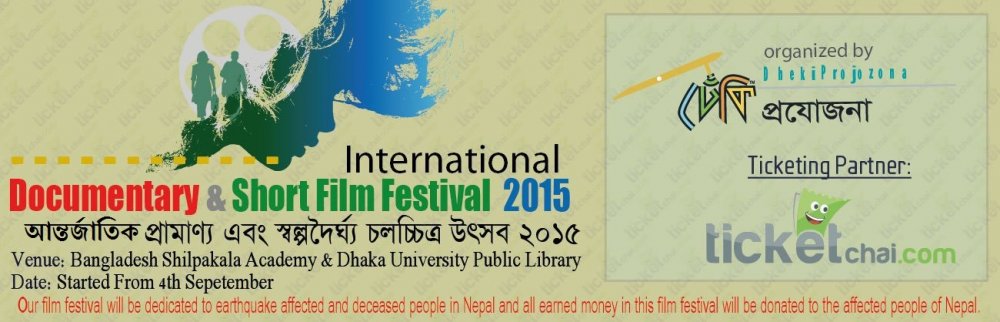 International
Documentary & Short Film Festival 2015
আন্তর্জাতিক প্রামাণ্য এবং স্বল্পদৈর্ঘ্য চলচ্চিত্র উৎসব ২০১৫
Venue: Bangladesh Shilpakala Academy & Dhaka University Public Library
Date: Started From 4th Sepetember
Our film festival will be dedicated to earthquake affected and deceased people in Nepal and all earned money in this film festival will be donated to the affected people of Nepal.
organized by
DhekiProjozona
ঢেঁকি™
প্রযোজনা
Ticketing Partner:
ticketchai.com